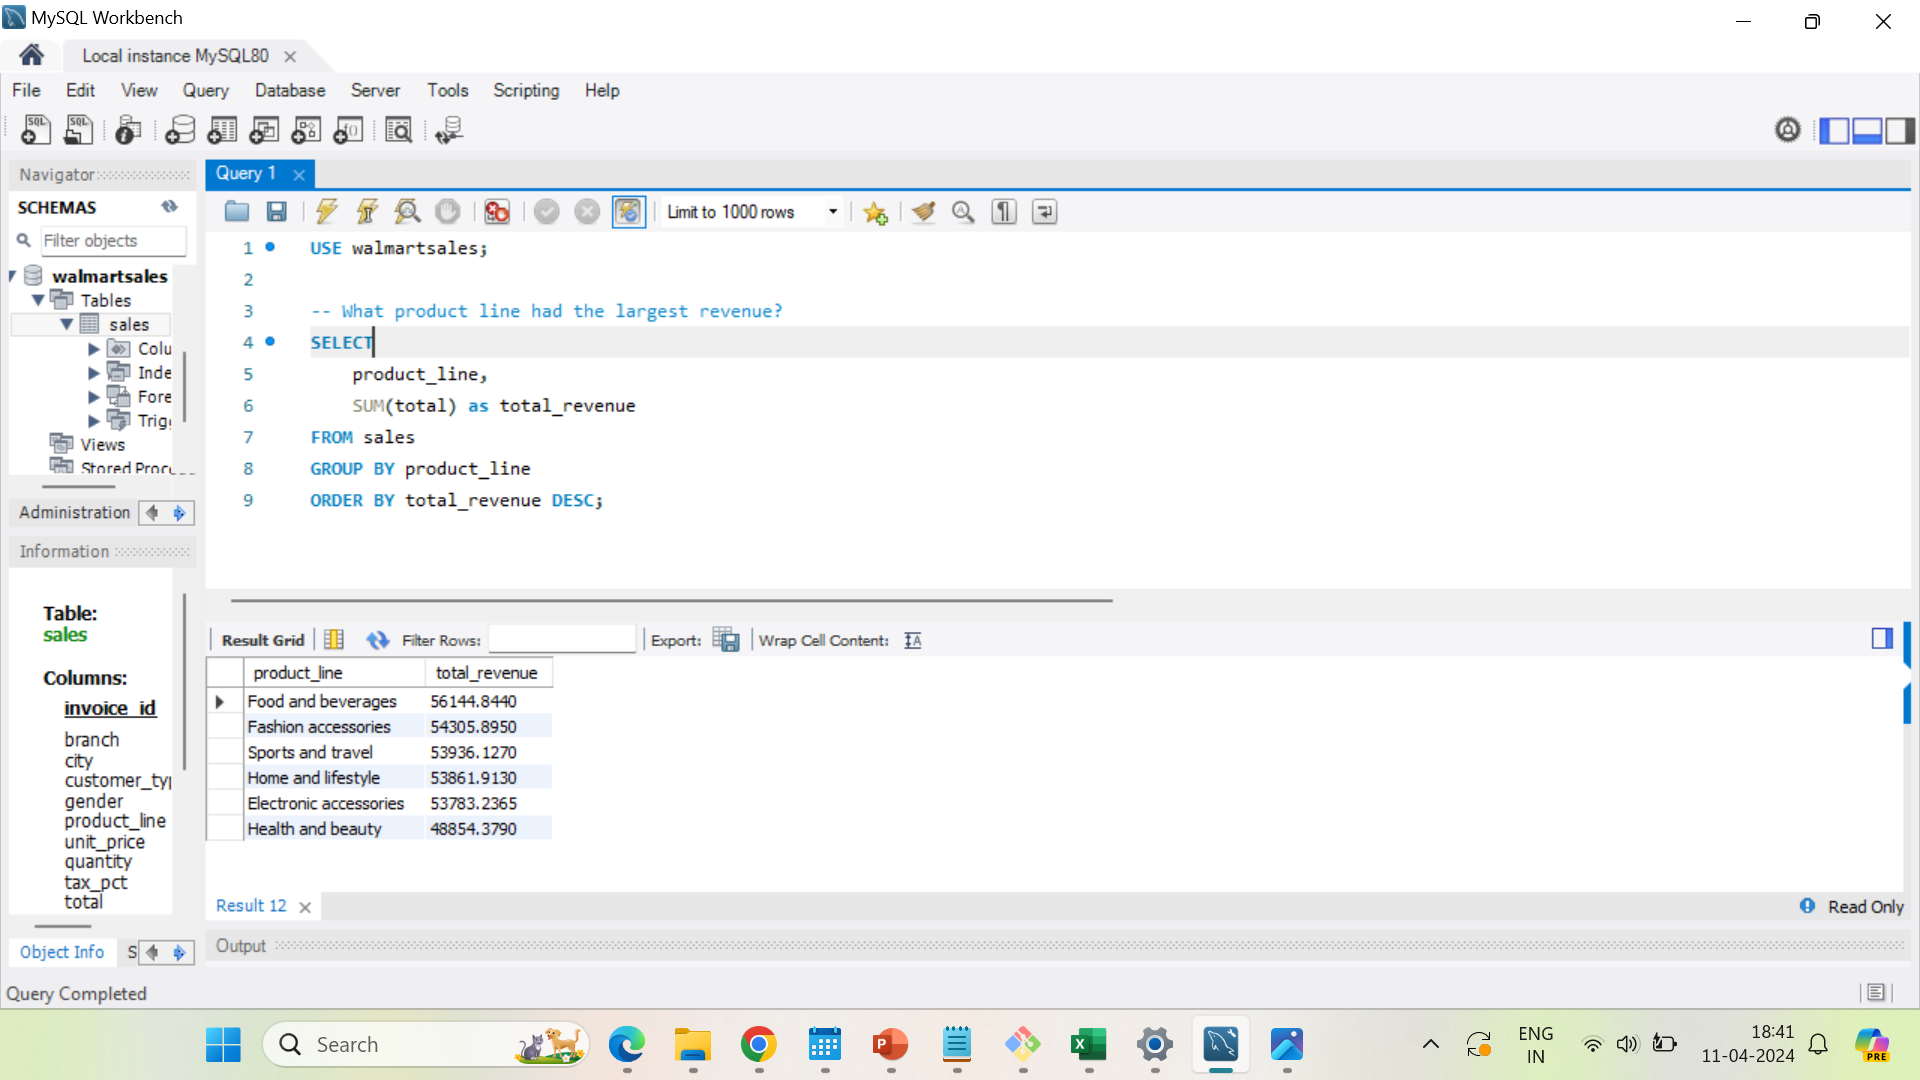 MySQL Workbench
Local instance MySQL80
File Edit View Query Database Server Tools Scripting Help
Navigator
SCHEMAS
Filter objects
walmartsales
Tables
sales
Colu
Inde
Fore
Trig
Views
Stored Proc
Administration
Information
Table:
sales
Columns:
invoice_id
branch
city
customer_typ
gender
product_line
unit_price
quantity
tax_pct
total
Object Info S
Query 1
Limit to 1000 rows
1 USE walmartsales;
2
3 -- What product line had the largest revenue?
4 SELECT
5 product_line,
6 SUM(total) as total_revenue
7 FROM sales
8 GROUP BY product_line
9 ORDER BY total_revenue DESC;
Result Grid Filter Rows: Export: Wrap Cell Content:
product_line total_revenue
Food and beverages 56144.8440
Fashion accessories 54305.8950
Sports and travel 53936.1270
Home and lifestyle 53861.9130
Electronic accessories 53783.2365
Health and beauty 48854.3790
Result 12
Read Only
Output
Query Completed
Search
ENG
IN
18:41
11-04-2024
PRE